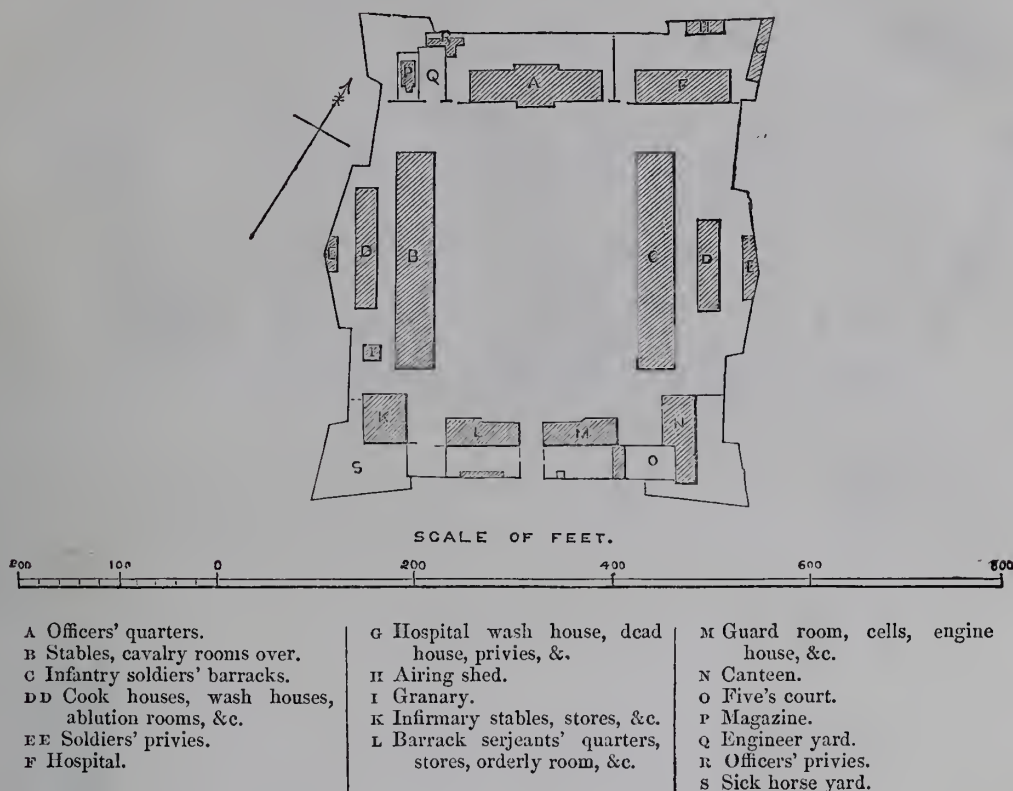 H
R
G
P
Q
A
F
D
B
C
D
E
E
I
K
L
M
N
S
O
SCALE OF FEET.
200 100 0 200 400 600 800
A Officers' quarters.
B Stables, cavalry rooms over.
C Infantry soldiers' barracks.
DD Cook houses, wash houses,
ablution rooms, &c.
EE Soldiers' privies.
F Hospital.
G Hospital wash house, dead
house, privies, &.
H Airing shed.
I Granary.
K Infirmary stables, stores, &c.
L Barrack serjeants' quarters,
stores, orderly room, &c.
M Guard room, cells, engine
house, &c.
N Canteen.
O Five's court.
P Magazine.
Q Engineer yard.
R Officers' privies.
S Sick horse yard.